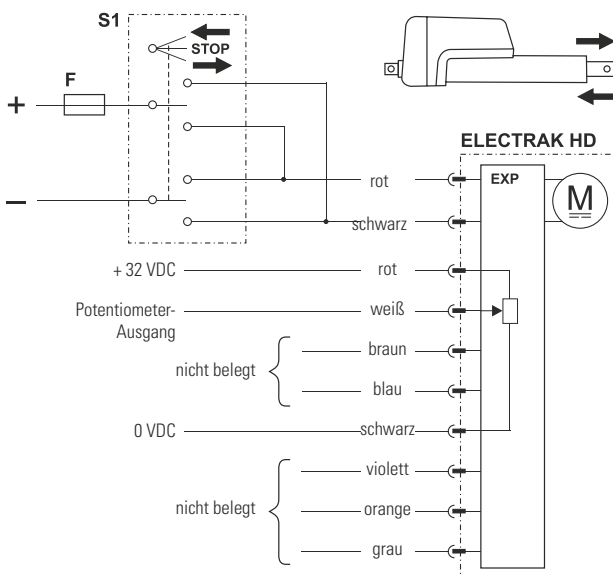 S1
STOP
F
+
–
ELECTRAK HD
EXP
M
rot
schwarz
+ 32 VDC
rot
Potentiometer-
Ausgang
weiß
nicht belegt
braun
blau
0 VDC
schwarz
nicht belegt
violett
orange
grau